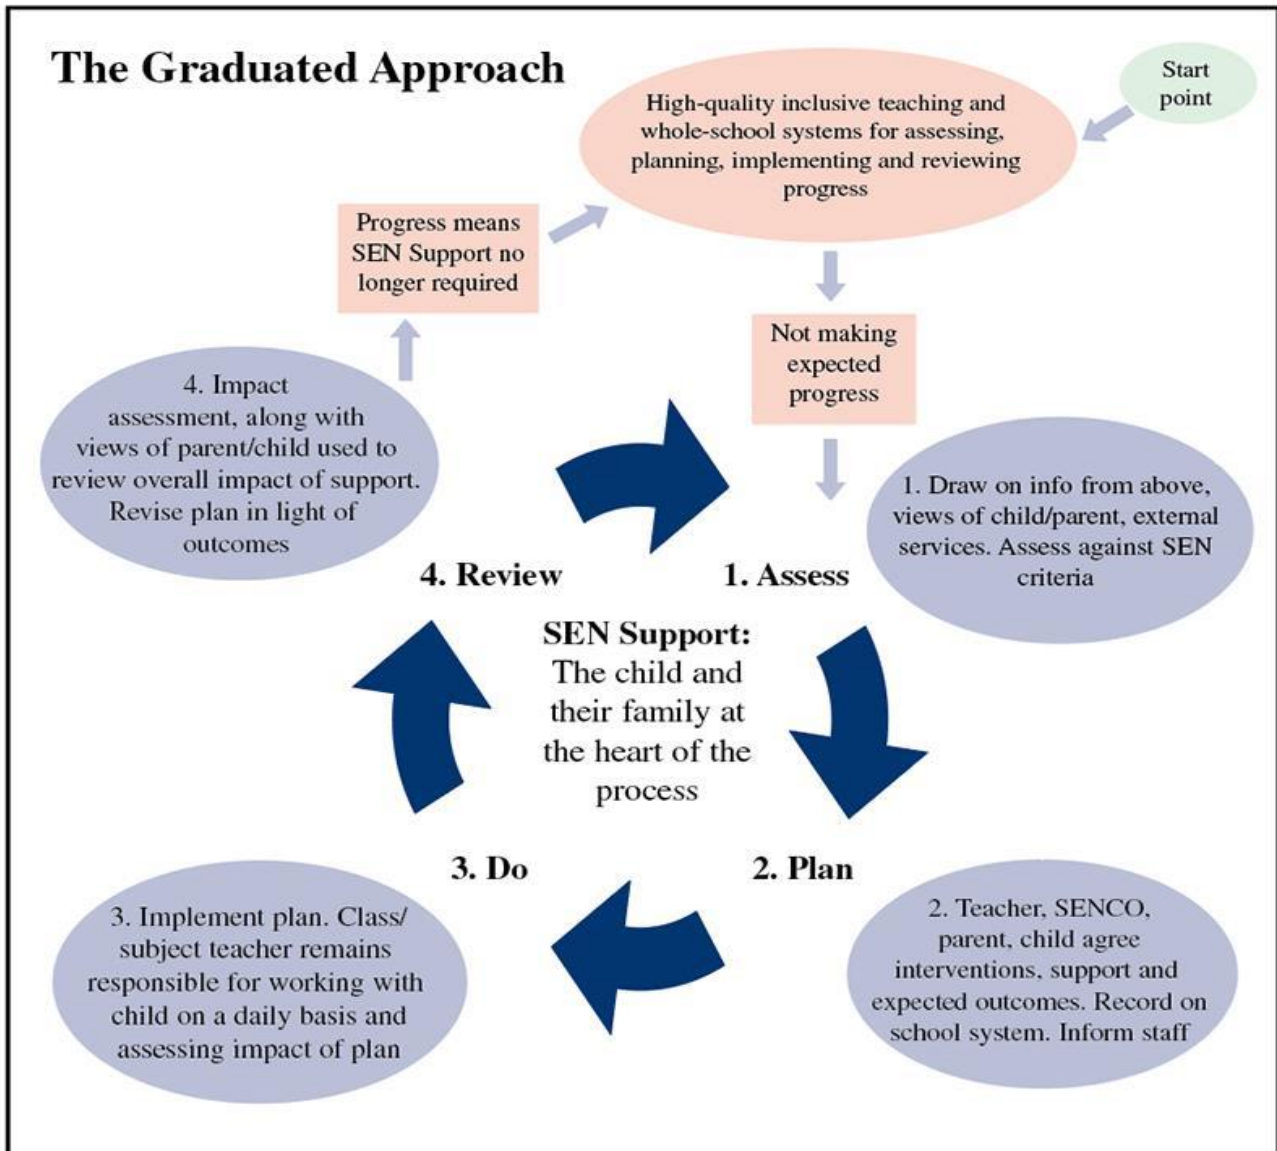 The Graduated Approach
Start
point
High-quality inclusive teaching and
whole-school systems for assessing,
planning, implementing and reviewing
progress
Progress means
SEN Support no
longer required
Not making
expected
progress
4. Impact
assessment, along with
views of parent/child used to
review overall impact of support.
Revise plan in light of
outcomes
1. Draw on info from above,
views of child/parent, external
services. Assess against SEN
criteria
4. Review
1. Assess
SEN Support:
The child and
their family at
the heart of the
process
3. Do
2. Plan
3. Implement plan. Class/
subject teacher remains
responsible for working with
child on a daily basis and
assessing impact of plan
2. Teacher, SENCO,
parent, child agree
interventions, support and
expected outcomes. Record on
school system. Inform staff